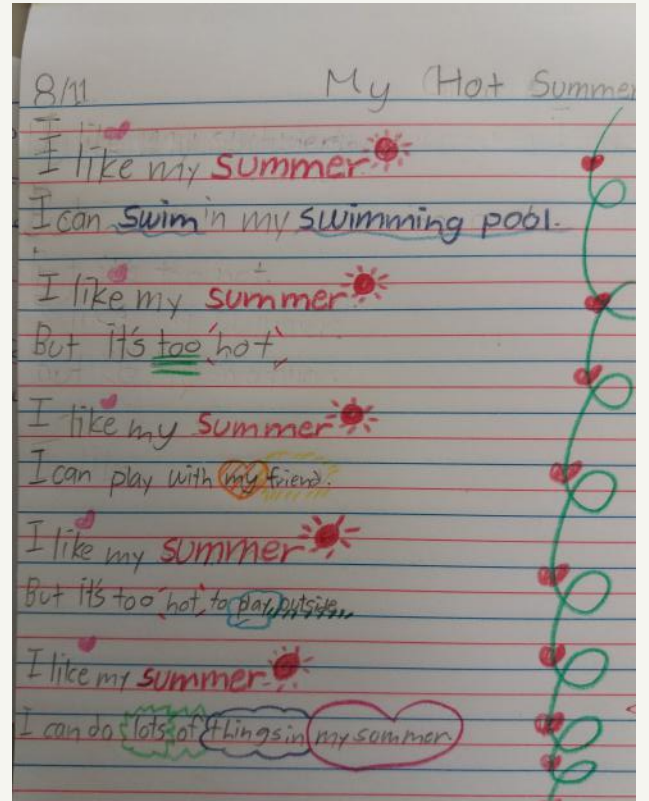 8/11 My Hot Summer
I like my summer
I can swim in my swimming pool.
I like my summer
But it's too hot
I like my summer
I can play with my friend.
I like my summer
But it's too hot to play outside
I like my summer
I can do lots of things in my summer